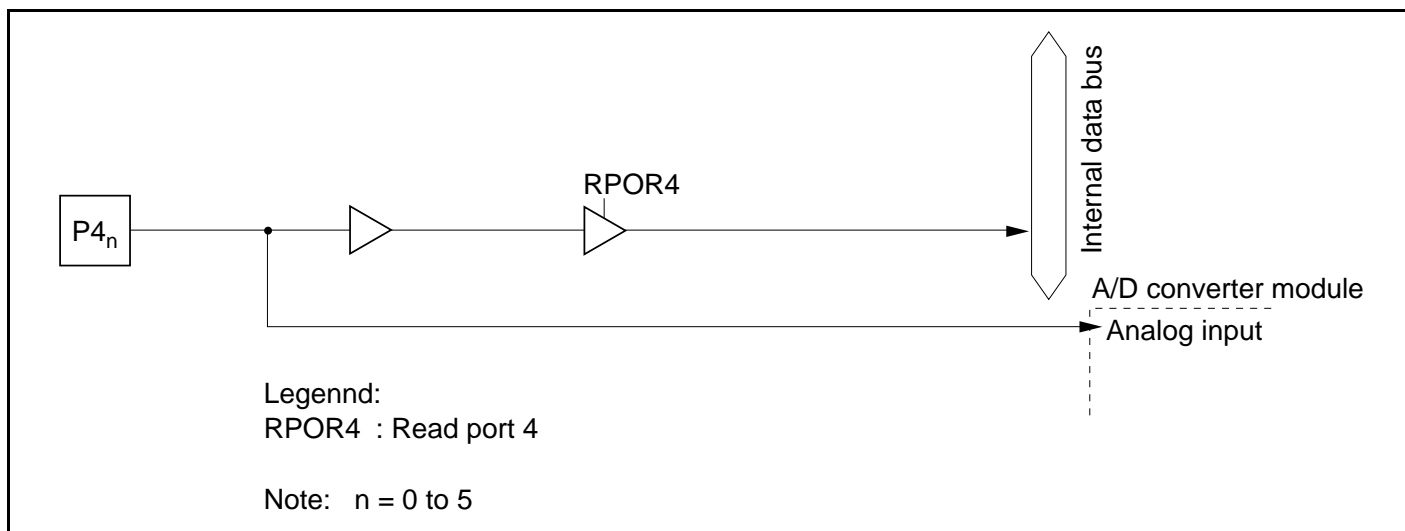 Internal data bus
RPOR4
P4n
A/D converter module
Analog input
Legennd:
RPOR4 : Read port 4
Note: n = 0 to 5